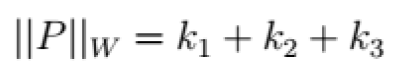 ||P||_W = k_1 + k_2 + k_3